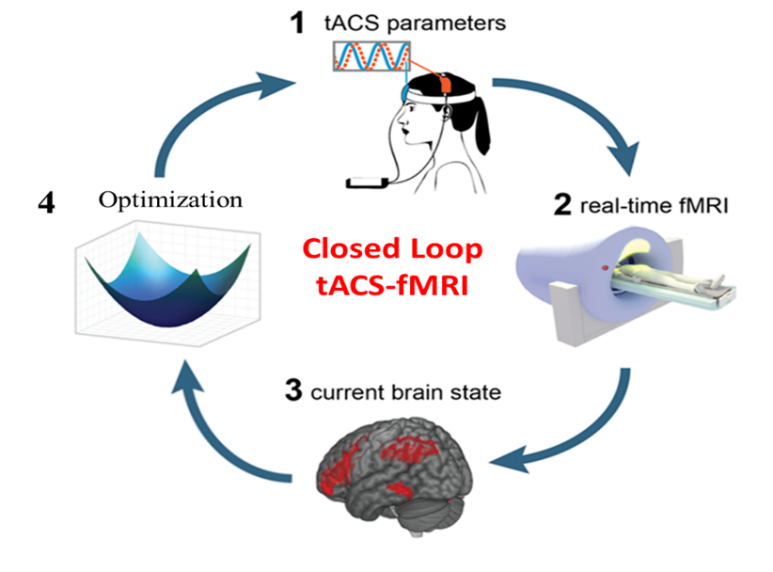 1 tACS parameters
4 Optimization
2 real-time fMRI
Closed Loop
tACS-fMRI
3 current brain state